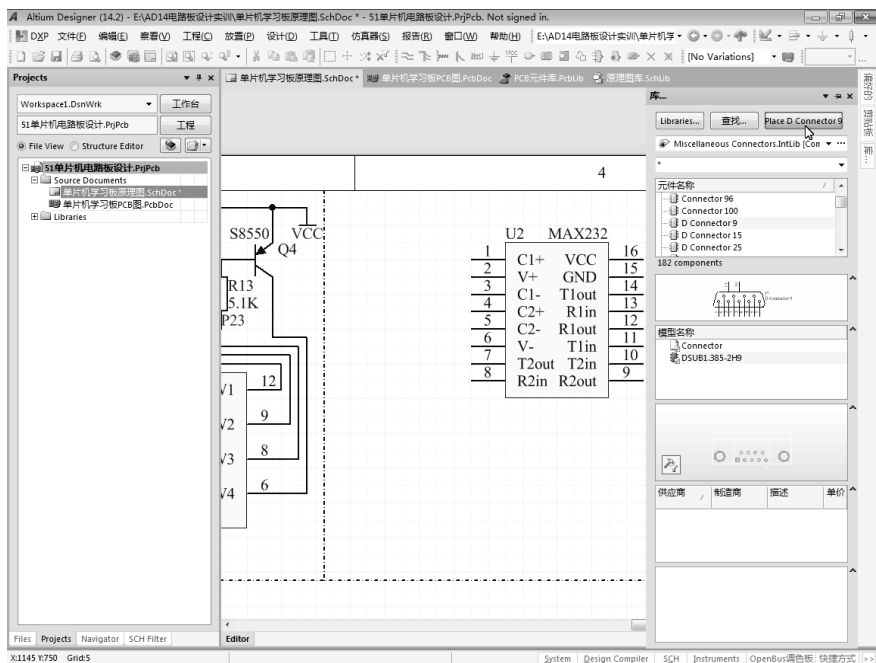 Altium Designer (14.2) - E:\AD14电路板设计实训\单片机学习板原理图.SchDoc * - 51单片机电路板设计.PrjPcb. Not signed in.
DXP 文件(F) 编辑(E) 察看(V) 工程(C) 放置(P) 设计(D) 工具(T) 仿真器(S) 报告(R) 窗口(W) 帮助(H) E:\AD14电路板设计实训\单片机学
[No Variations]
Projects
单片机学习板原理图.SchDoc * 单片机学习板PCB图.PcbDoc PCB元件库.PcbLib 原理图库.SchLib
库...
Workspace1.DsnWrk 工作台
51单片机电路板设计.PrjPcb 工程
File View Structure Editor
51单片机电路板设计.PrjPcb
Source Documents
单片机学习板原理图.SchDoc *
单片机学习板PCB图.PcbDoc
Libraries
4
S8550 VCC
Q4
R13
5.1K
P23
V1 12
V2 9
V3 8
V4 6
U2 MAX232
1 C1+ VCC 16
2 V+ GND 15
3 C1- T1out 14
4 C2+ R1in 13
5 C2- R1out 12
6 V- T1in 11
7 T2out T2in 10
8 R2in R2out 9
Libraries... 查找... Place D Connector 9
Miscellaneous Connectors.IntLib [Con
*
元件名称
Connector 96
Connector 100
D Connector 9
D Connector 15
D Connector 25
182 components
模型名称
Connector
DSUB1.385-2H9
供应商 制造商 描述 单价
Files Projects Navigator SCH Filter Editor
X:1145 Y:750 Grid:5
System Design Compiler SCH Instruments OpenBus调色板 快捷方式 >>